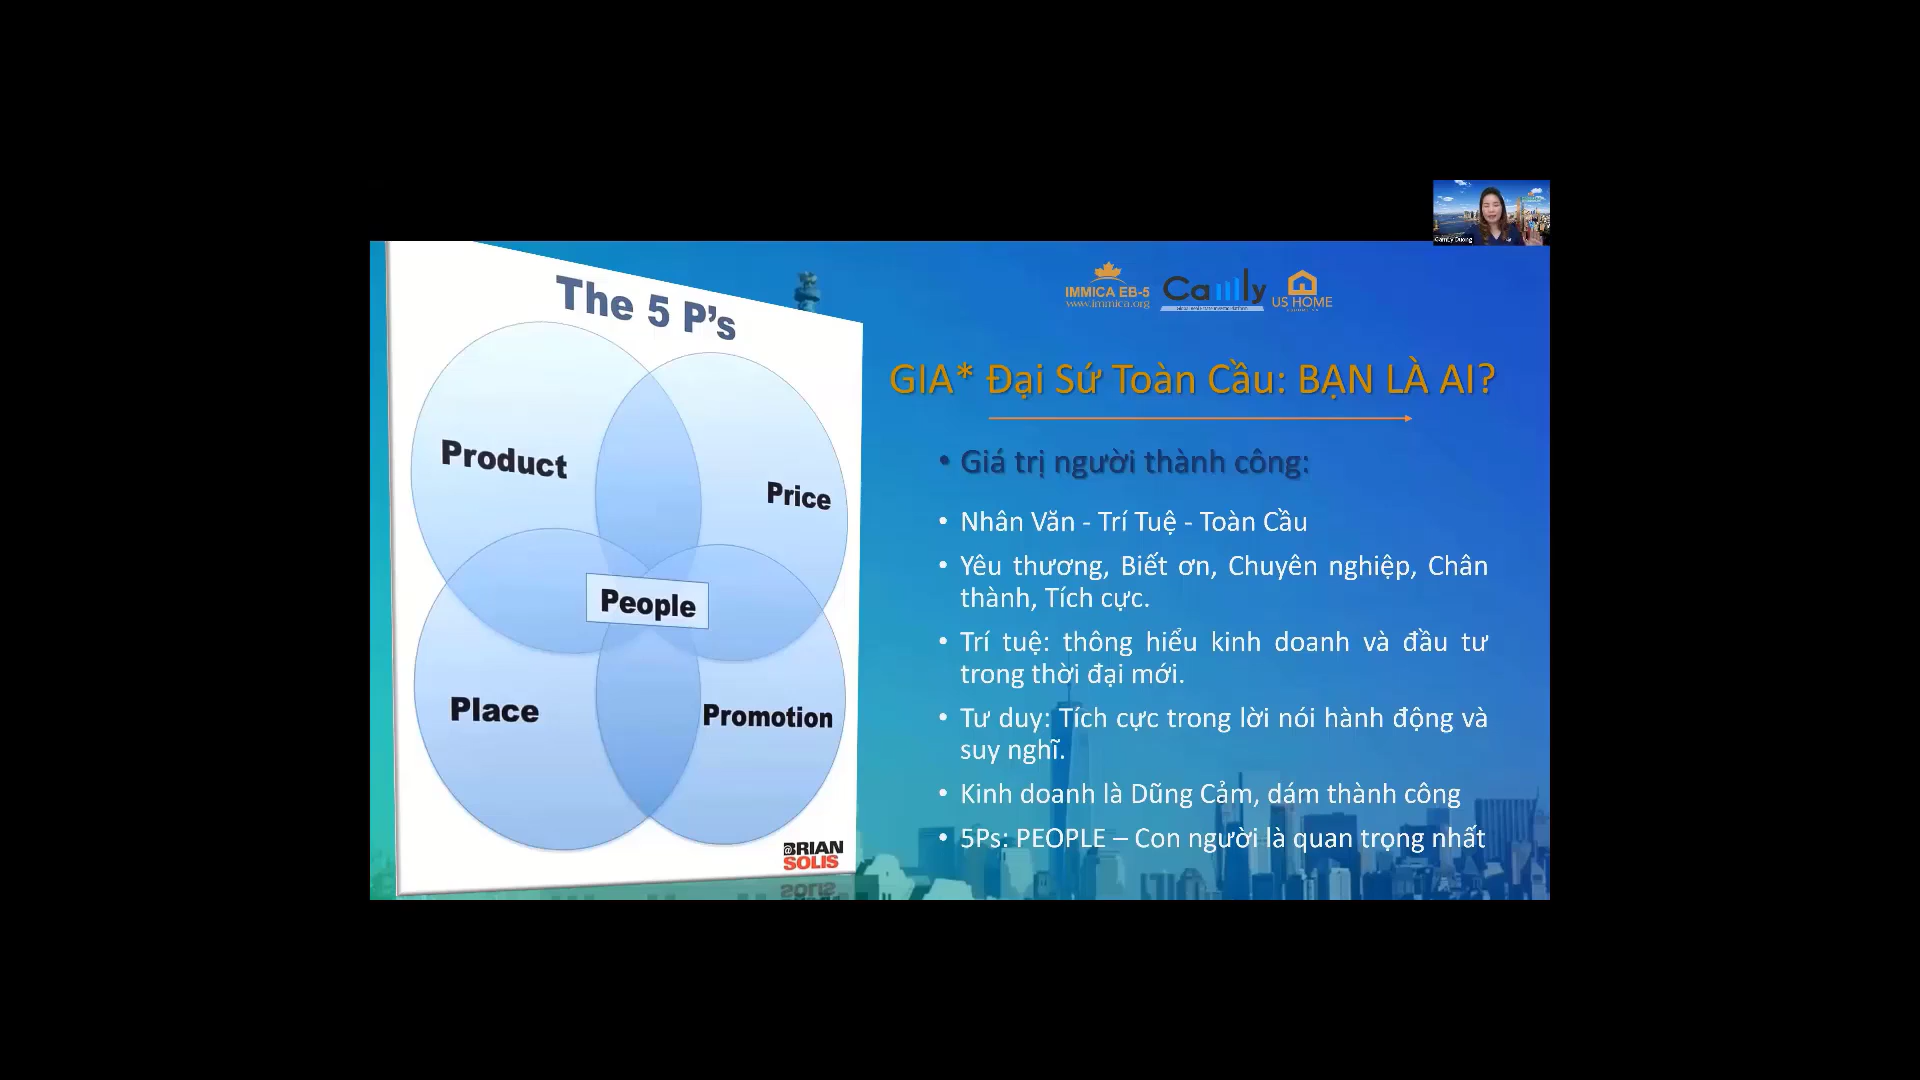 CamLy Duong
The 5 P's
Product
Price
People
Place
Promotion
@BRIAN
SOLIS
IMMICA EB-5
www.immica.org
Camly
US HOME
GIA* Đại Sứ Toàn Cầu: BẠN LÀ AI?
• Giá trị người thành công:
• Nhân Văn - Trí Tuệ - Toàn Cầu
• Yêu thương, Biết ơn, Chuyên nghiệp, Chân
thành, Tích cực.
• Trí tuệ: thông hiểu kinh doanh và đầu tư
trong thời đại mới.
• Tư duy: Tích cực trong lời nói hành động và
suy nghĩ.
• Kinh doanh là Dũng Cảm, dám thành công
• 5Ps: PEOPLE – Con người là quan trọng nhất